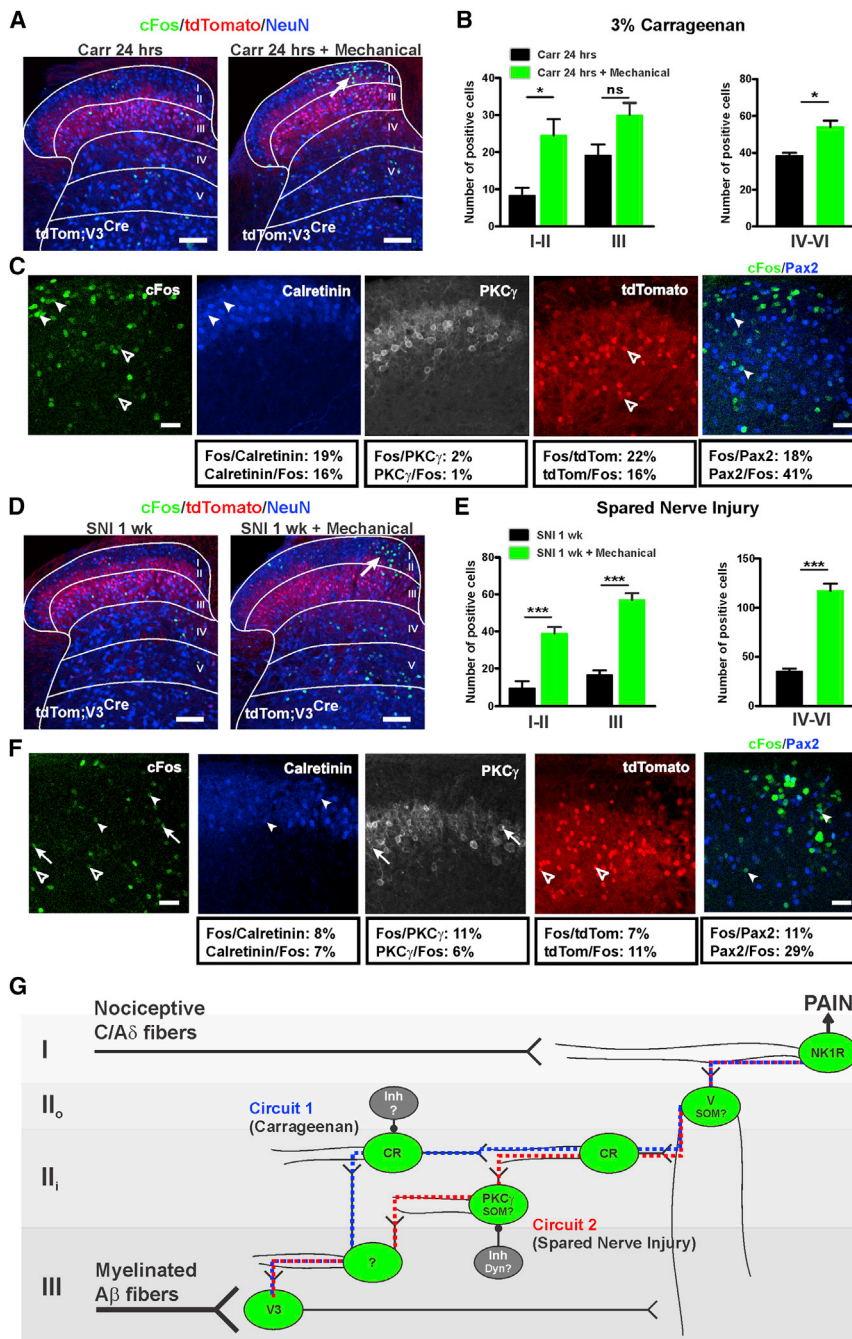 A
cFos/tdTomato/NeuN
Carr 24 hrs
Carr 24 hrs + Mechanical
I
II
III
IV
V
tdTom;V3Cre
I
II
III
IV
V
B
3% Carrageenan
Carr 24 hrs
Carr 24 hrs + Mechanical
Number of positive cells
40
30
20
10
0
*
ns
I-II
III
Number of positive cells
80
60
40
20
0
*
IV-VI
C
cFos
Calretinin
PKCγ
tdTomato
cFos/Pax2
Fos/Calretinin: 19%
Calretinin/Fos: 16%
Fos/PKCγ: 2%
PKCγ/Fos: 1%
Fos/tdTom: 22%
tdTom/Fos: 16%
Fos/Pax2: 18%
Pax2/Fos: 41%
D
cFos/tdTomato/NeuN
SNI 1 wk
SNI 1 wk + Mechanical
I
II
III
IV
V
tdTom;V3Cre
I
II
III
IV
V
tdTom;V3Cre
E
Spared Nerve Injury
SNI 1 wk
SNI 1 wk + Mechanical
Number of positive cells
80
60
40
20
0
***
***
I-II
III
Number of positive cells
150
100
50
0
***
IV-VI
F
cFos
Calretinin
PKCγ
tdTomato
cFos/Pax2
Fos/Calretinin: 8%
Calretinin/Fos: 7%
Fos/PKCγ: 11%
PKCγ/Fos: 6%
Fos/tdTom: 7%
tdTom/Fos: 11%
Fos/Pax2: 11%
Pax2/Fos: 29%
G
Nociceptive
C/Aδ fibers
PAIN
I
NK1R
IIo
Inh
?
Circuit 1
(Carrageenan)
V
SOM?
CR
CR
IIi
PKCγ
SOM?
Circuit 2
(Spared Nerve Injury)
?
Inh
Dyn?
III
Myelinated
Aβ fibers
V3